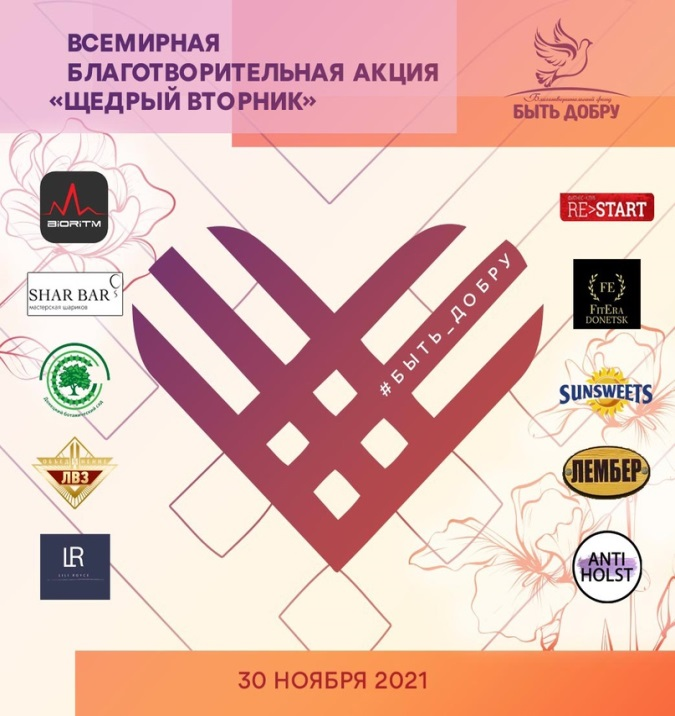 ВСЕМИРНАЯ
БЛАГОТВОРИТЕЛЬНАЯ АКЦИЯ
«ЩЕДРЫЙ ВТОРНИК»
Благотворительный фонд
БЫТЬ ДОБРУ
BIORITM
SHAR BAR
мастерская шариков
Донецкий ботанический сад
ОБЪЕДИНЕНИЕ
ЛВЗ
LR
#БЫТЬ_ДОБРУ
RE>START
FE
FITERA
DONETSK
SUNSWEETS
ЛЕМБЕР
ANTI
HOLST
30 НОЯБРЯ 2021